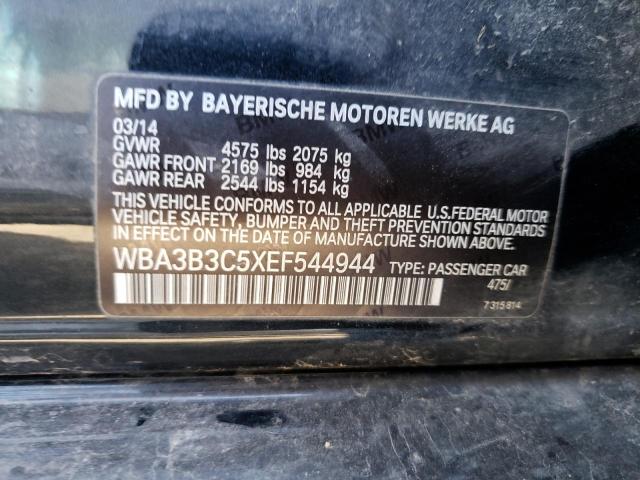 MFD BY BAYERISCHE MOTOREN WERKE AG
03/14
GVWR 4575 lbs 2075 kg
GAWR FRONT 2169 lbs 984 kg
GAWR REAR 2544 lbs 1154 kg
THIS VEHICLE CONFORMS TO ALL APPLICABLE U.S.FEDERAL MOTOR
VEHICLE SAFETY, BUMPER AND THEFT PREVENTION STANDARDS
IN EFFECT ON THE DATE OF MANUFACTURE SHOWN ABOVE.
WBA3B3C5XEF544944 TYPE: PASSENGER CAR
475/
7 315 814